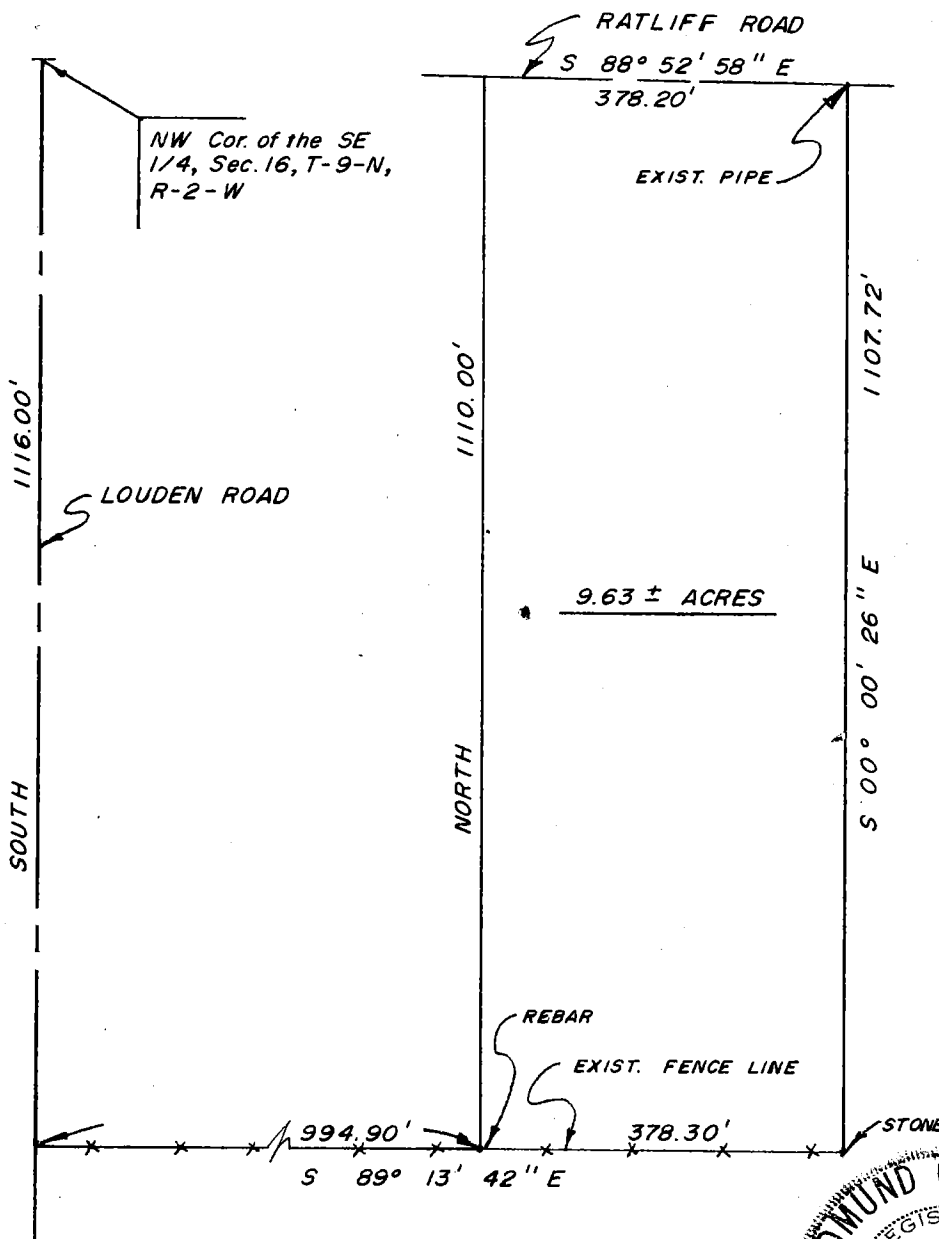 RATLIFF ROAD
S 88° 52' 58" E
378.20'
NW Cor. of the SE
1/4, Sec. 16, T-9-N,
R-2-W
EXIST. PIPE
1107.72'
1116.00'
1110.00'
LOUDEN ROAD
9.63 ± ACRES
S 00° 00' 26" E
SOUTH
NORTH
REBAR
EXIST. FENCE LINE
994.90'
378.30'
STONE
S 89° 13' 42" E